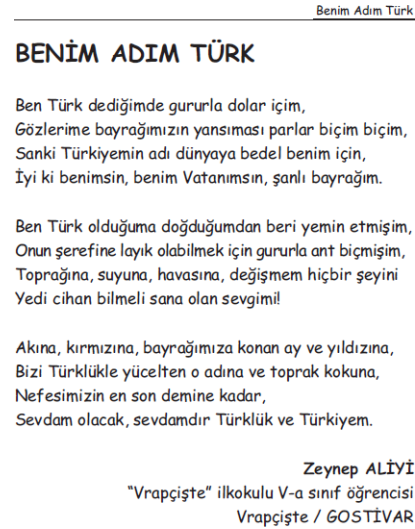 Benim Adım Türk
BENİM ADIM TÜRK
Ben Türk dediğimde gururla dolar içim,
Gözlerime bayrağımızın yansıması parlar biçim biçim,
Sanki Türkiyemin adı dünyaya bedel benim için,
İyi ki benimsin, benim Vatanımsın, şanlı bayrağım.
Ben Türk olduğuma doğduğumdan beri yemin etmişim,
Onun şerefine layık olabilmek için gururla ant biçmişim,
Toprağına, suyuna, havasına, değişmem hiçbir şeyini
Yedi cihan bilmeli sana olan sevgimi!
Akına, kırmızına, bayrağımıza konan ay ve yıldızına,
Bizi Türklükle yücelten o adına ve toprak kokuna,
Nefesimizin en son demine kadar,
Sevdam olacak, sevdamdır Türklük ve Türkiyem.
Zeynep ALİYİ
“Vrapçişte” ilkokulu V-a sınıf öğrencisi
Vrapçişte / GOSTİVAR